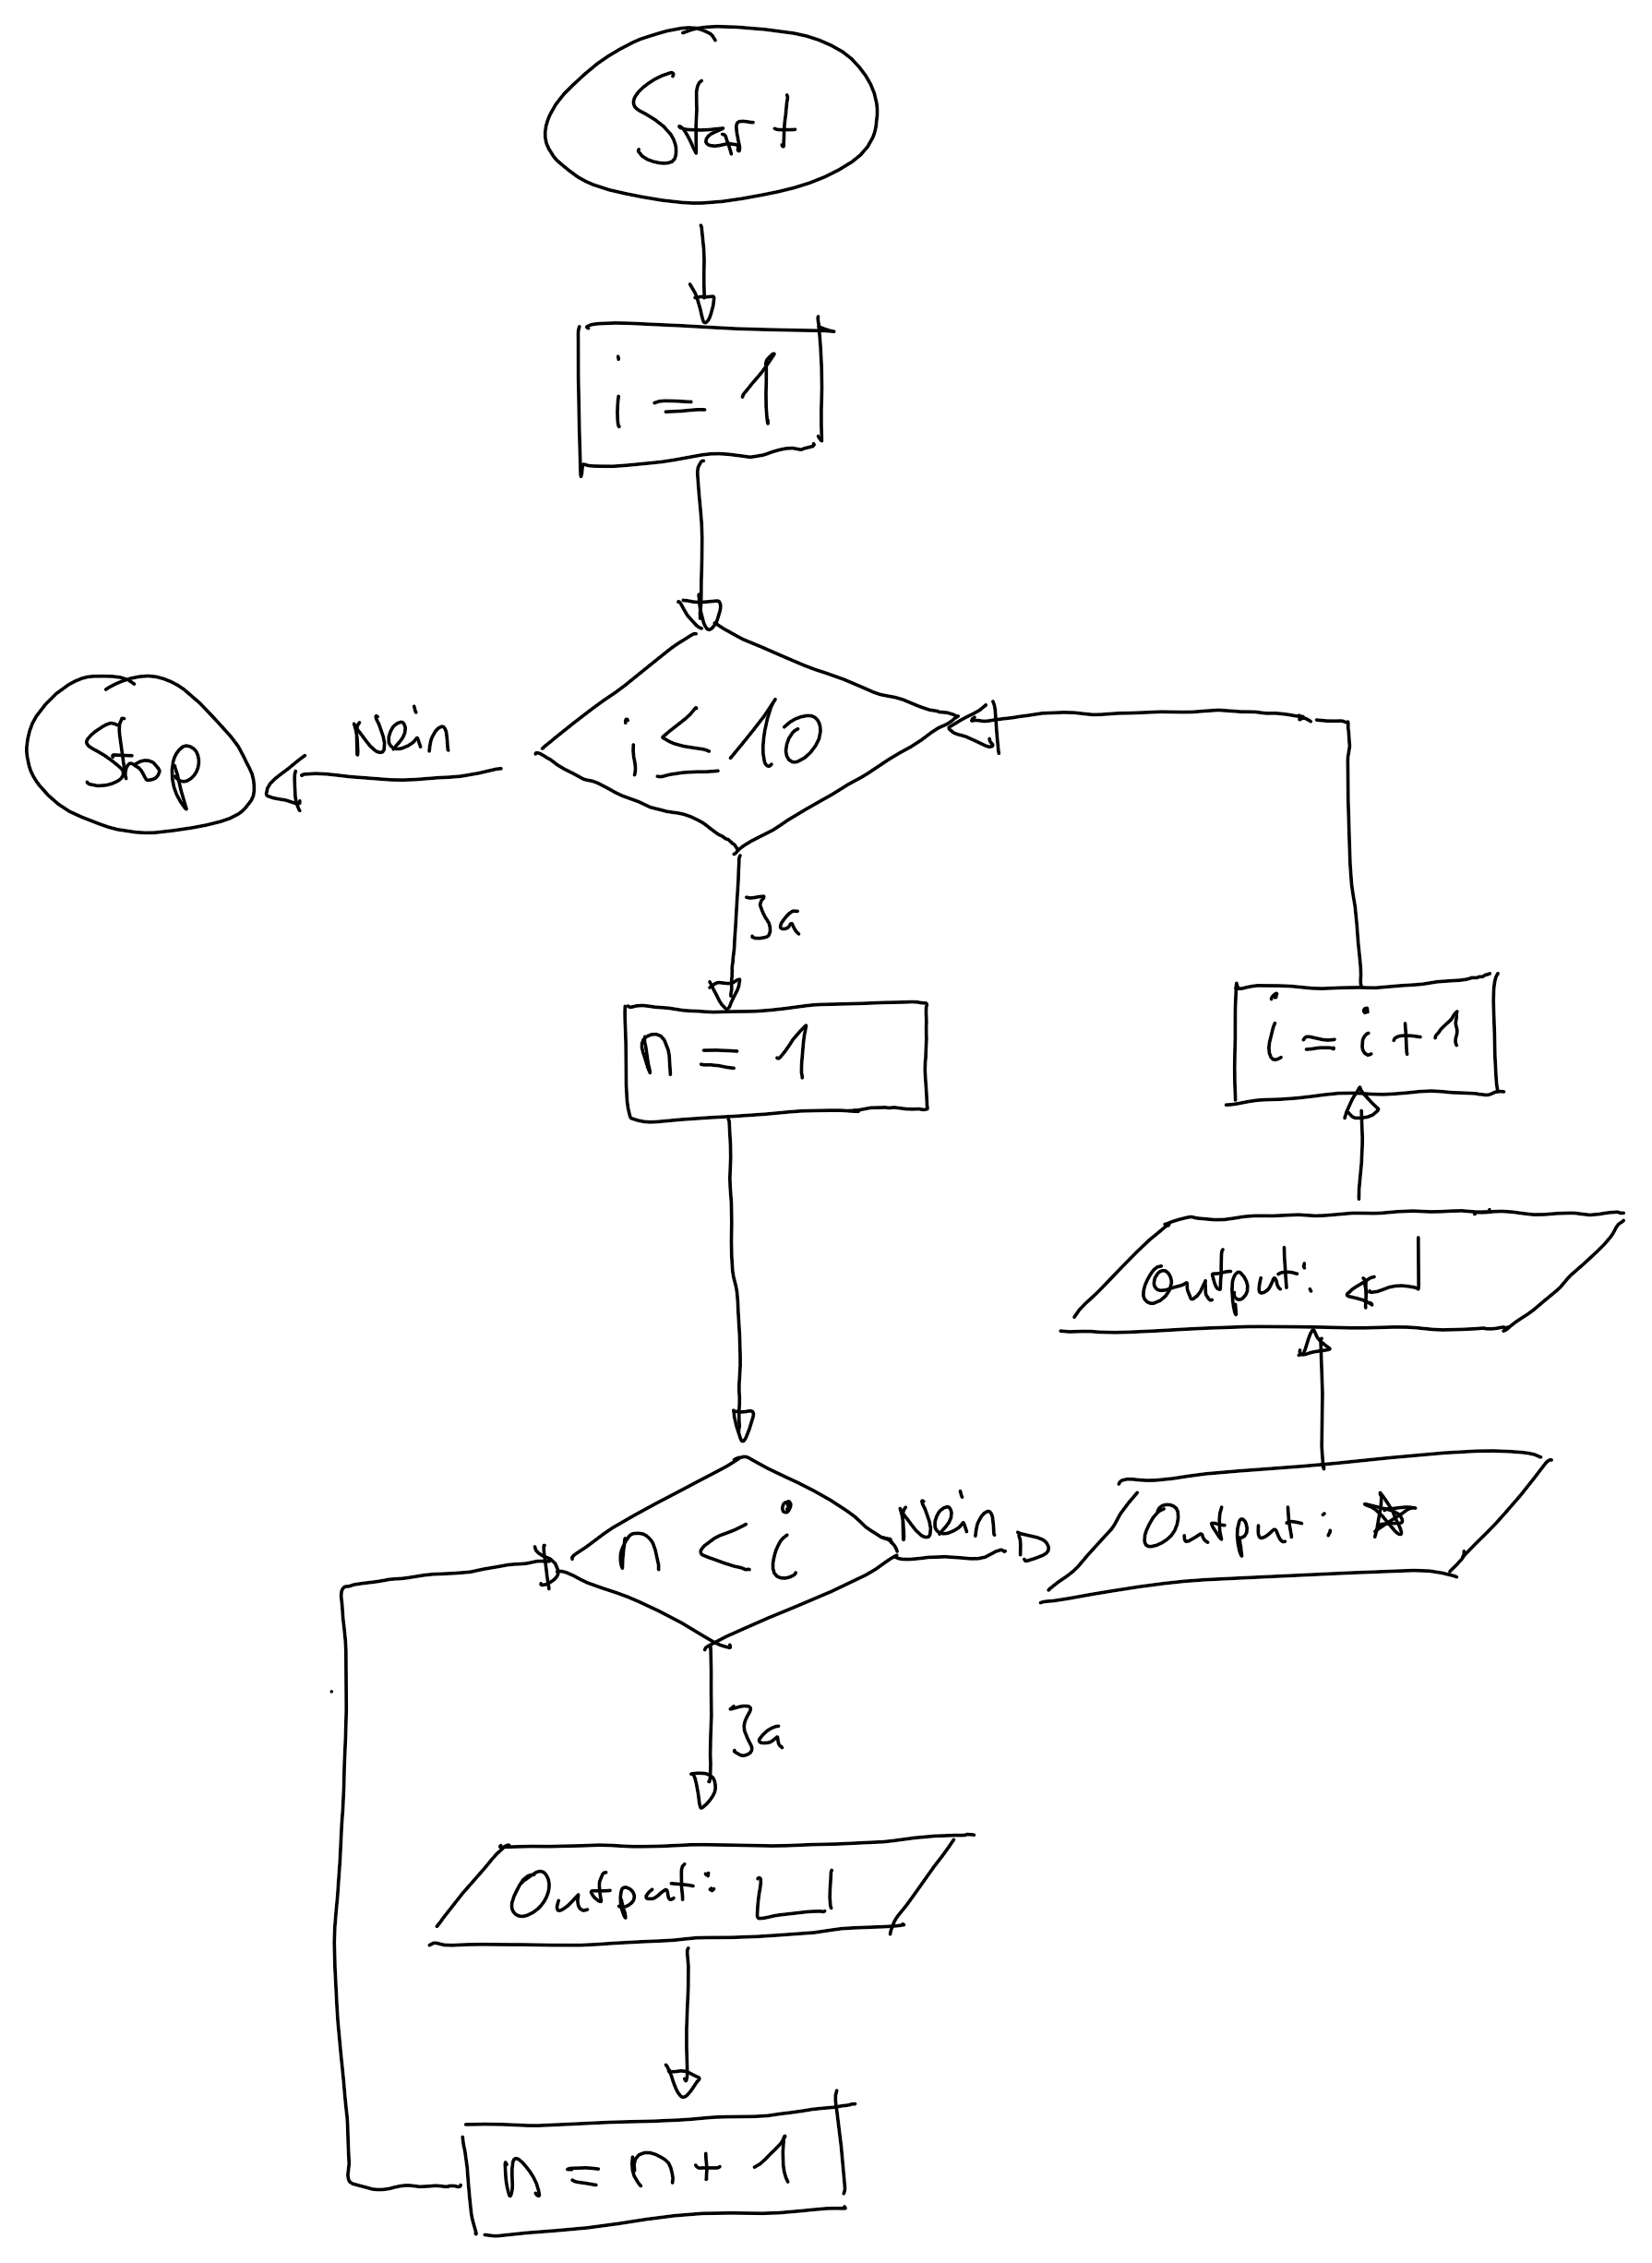 Start
i = 1
i ≤ 10
Nein
Stop
Ja
n = 1
i = i + 1
Output: ↵
n < i
Nein
Output: ★
Ja
Output: ⎵
n = n + 1